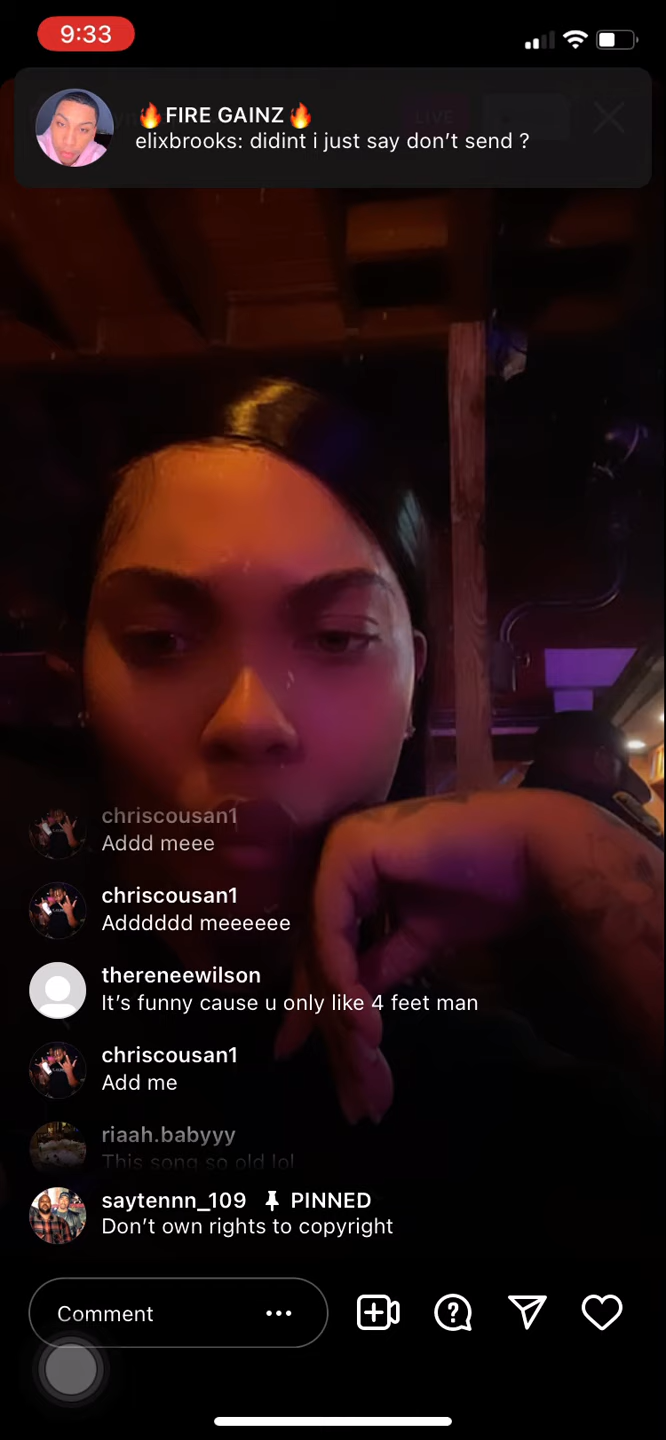 9:33
🔥FIRE GAINZ🔥
elixbrooks: didint i just say don’t send ?
LIVE
chriscousan1
Addd meee
chriscousan1
Addddddd meeeeee
thereneewilson
It’s funny cause u only like 4 feet man
chriscousan1
Add me
riaah.babyyy
This song so old lol
saytennn_109 PINNED
Don’t own rights to copyright
Comment